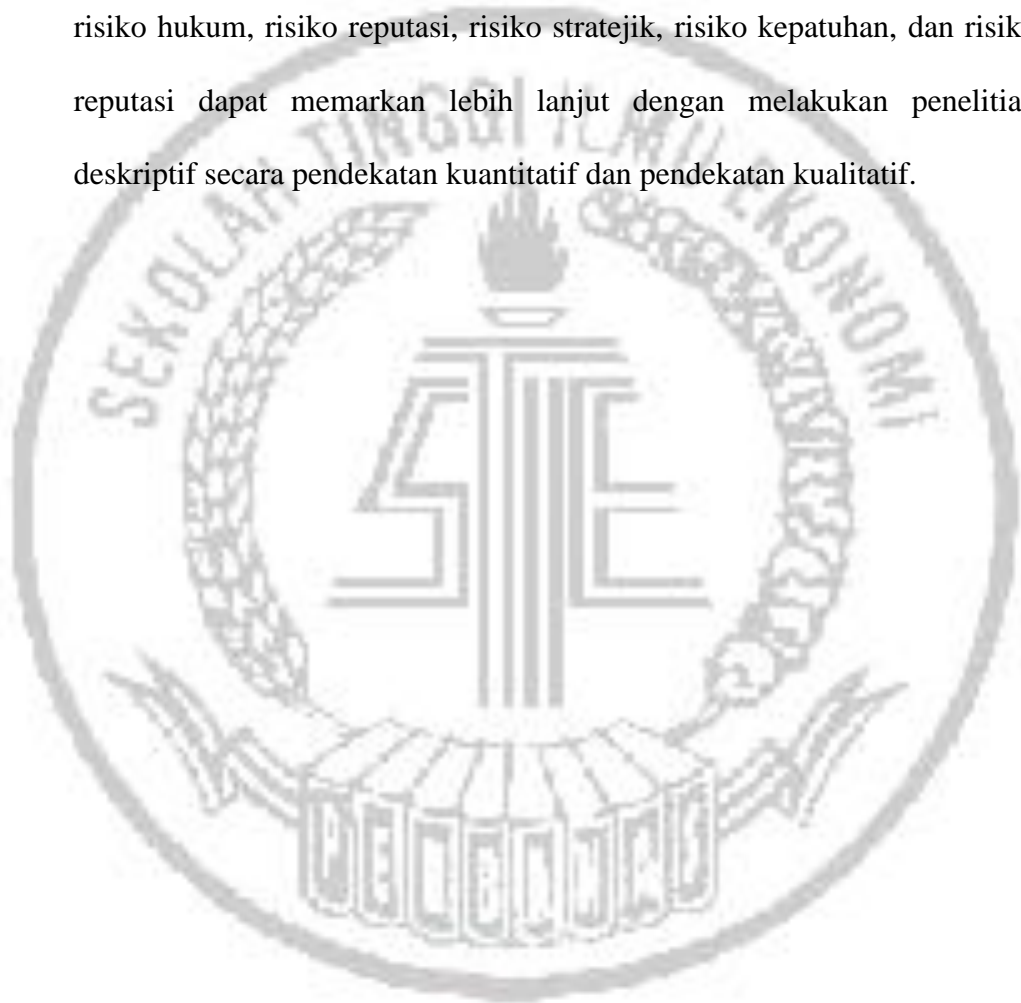 risiko hukum, risiko reputasi, risiko stratejik, risiko kepatuhan, dan risik
reputasi dapat memarkan lebih lanjut dengan melakukan penelitia
deskriptif secara pendekatan kuantitatif dan pendekatan kualitatif.
SEKOLAH TINGGI ILMU EKONOMI
STIE